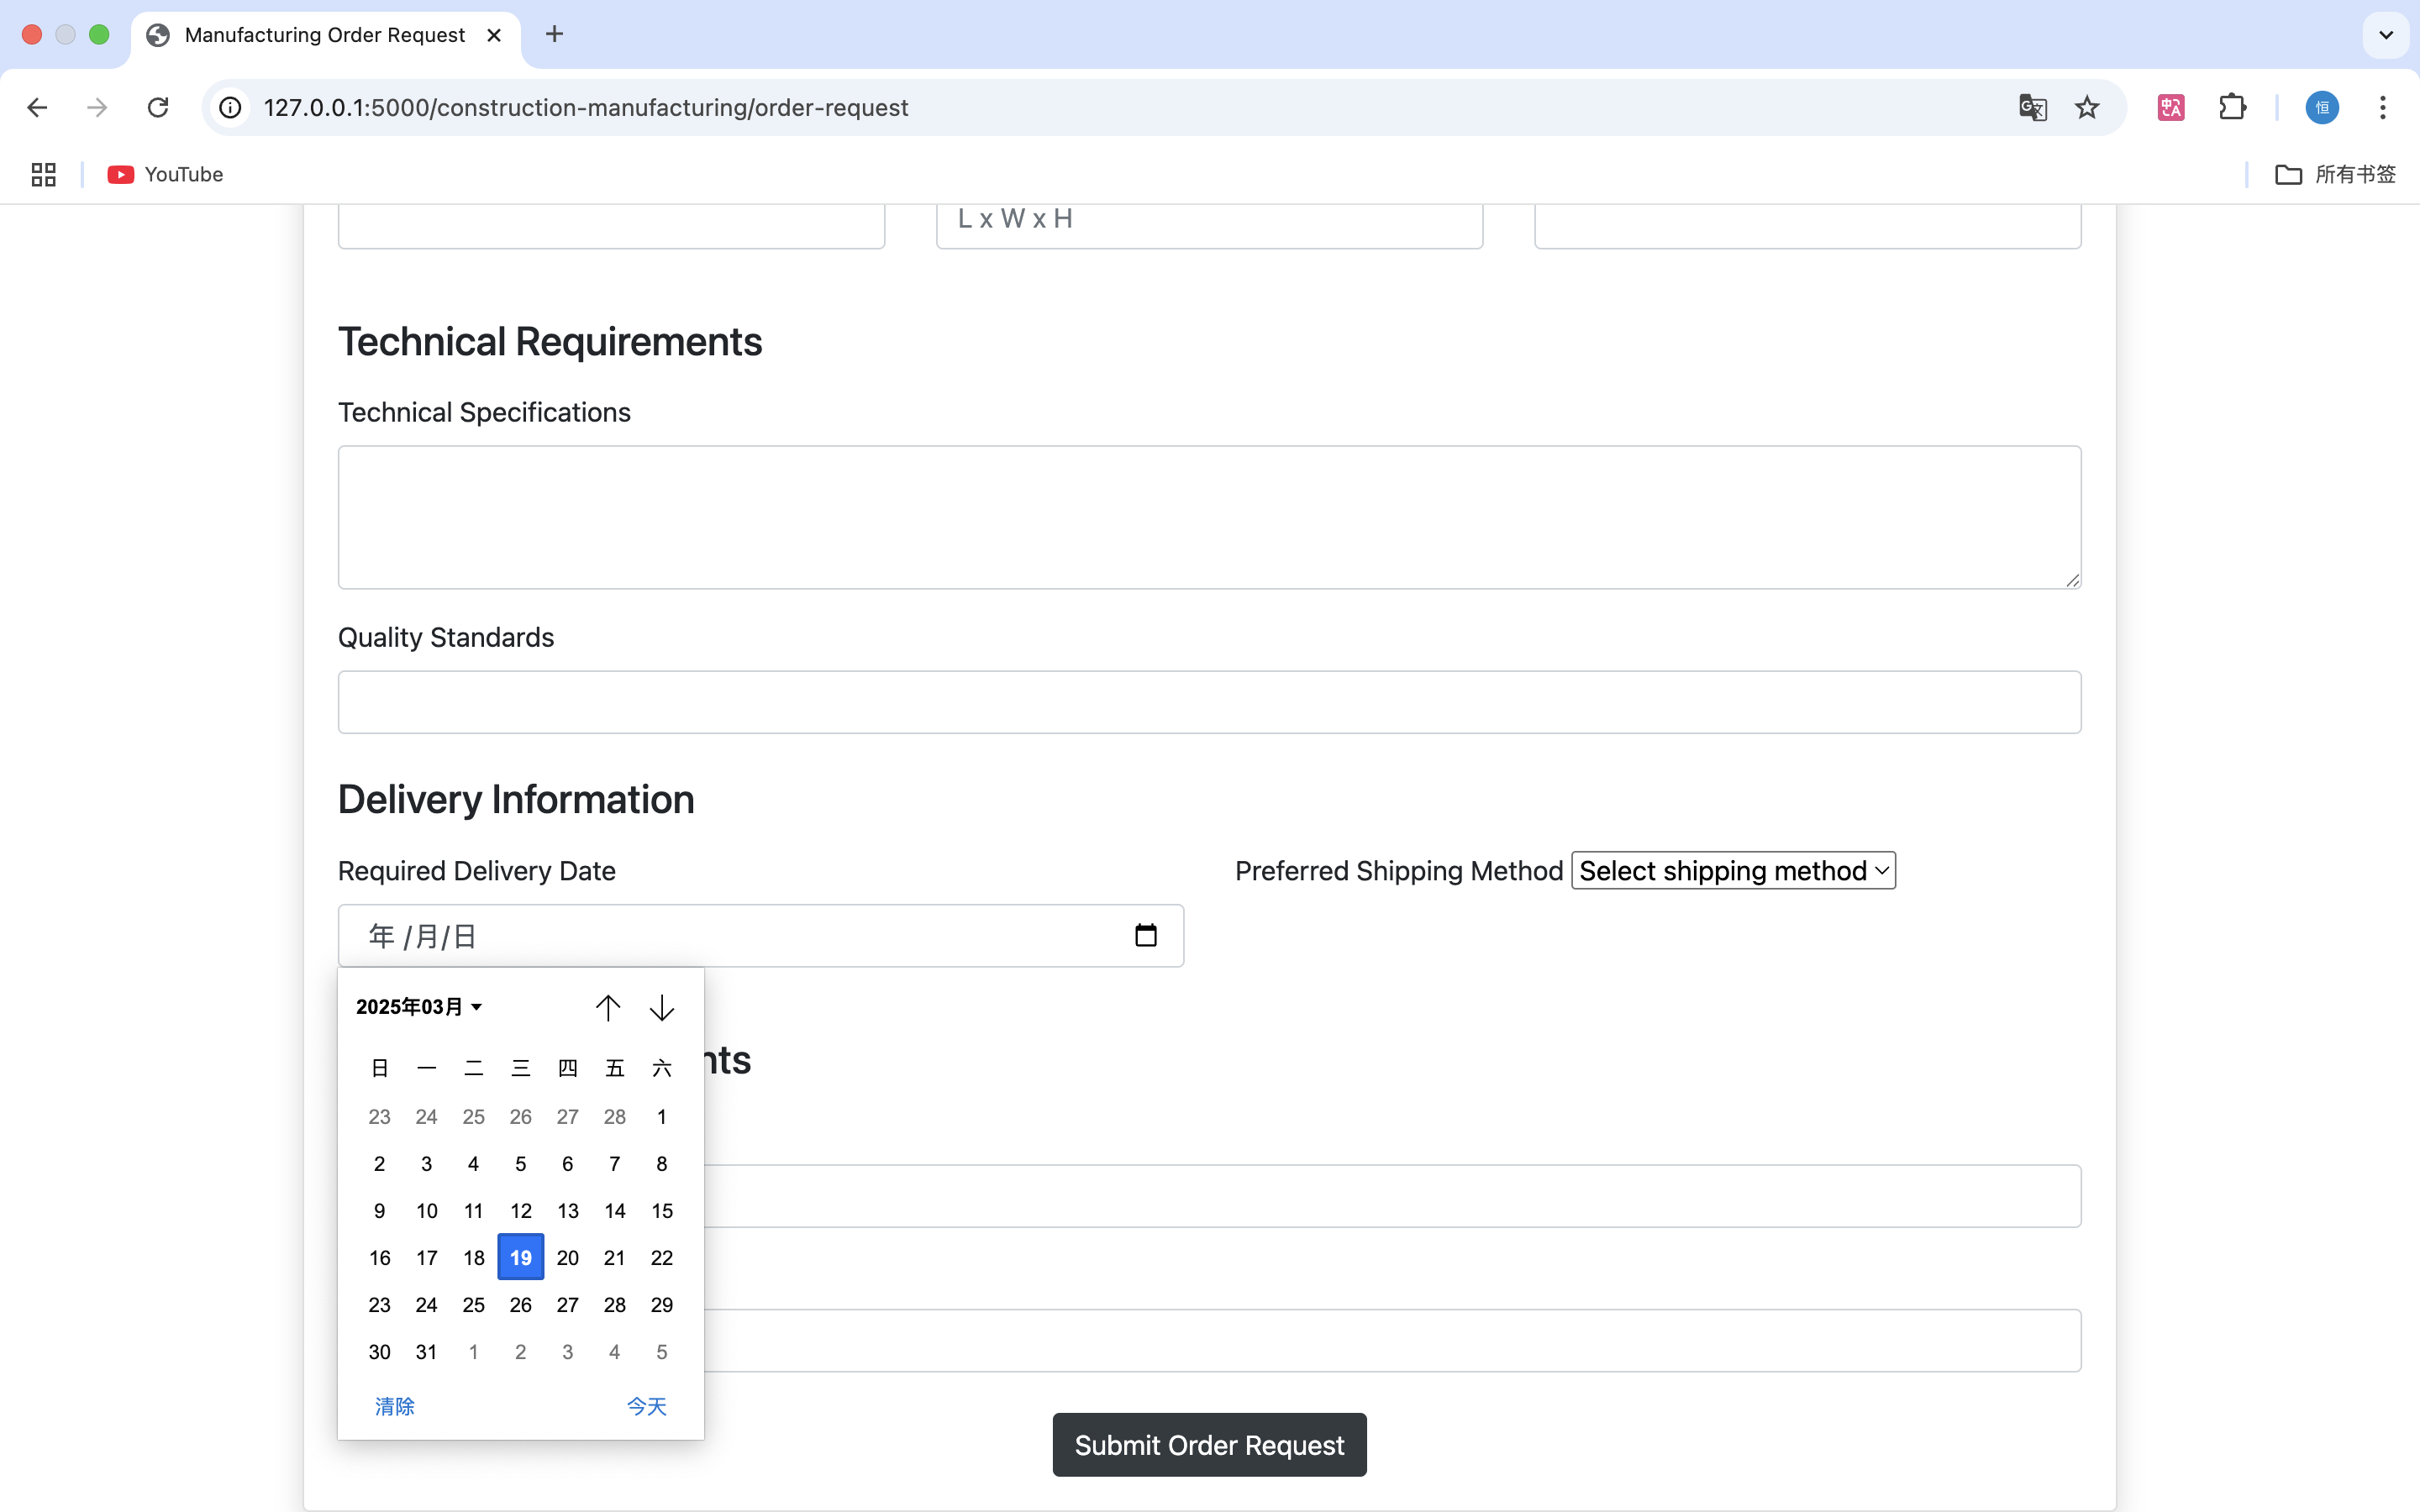 Manufacturing Order Request
127.0.0.1:5000/construction-manufacturing/order-request
恒
YouTube
所有书签
L x W x H
Technical Requirements
Technical Specifications
Quality Standards
Delivery Information
Required Delivery Date
Preferred Shipping Method Select shipping method
年 /月/日
2025年03月
nts
日 一 二 三 四 五 六
23 24 25 26 27 28 1
2 3 4 5 6 7 8
9 10 11 12 13 14 15
16 17 18 19 20 21 22
23 24 25 26 27 28 29
30 31 1 2 3 4 5
清除 今天
Submit Order Request